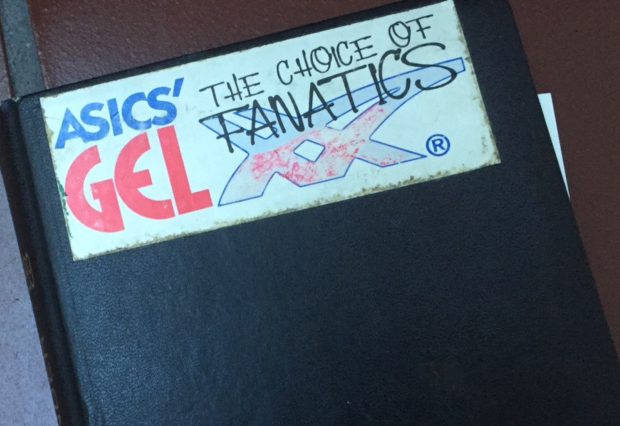 ASICS'
GEL
THE CHOICE OF
FANATICS
®